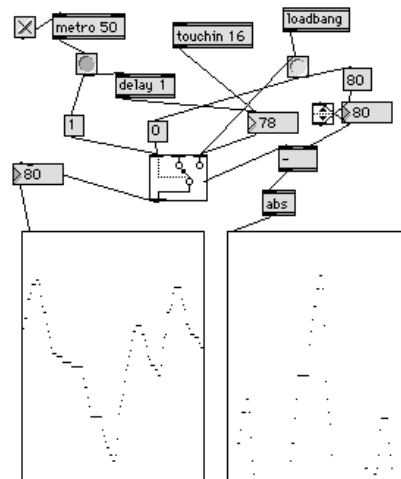 loadbang
metro 50
touchin 16
delay 1
80
1
0
78
80
-
80
abs